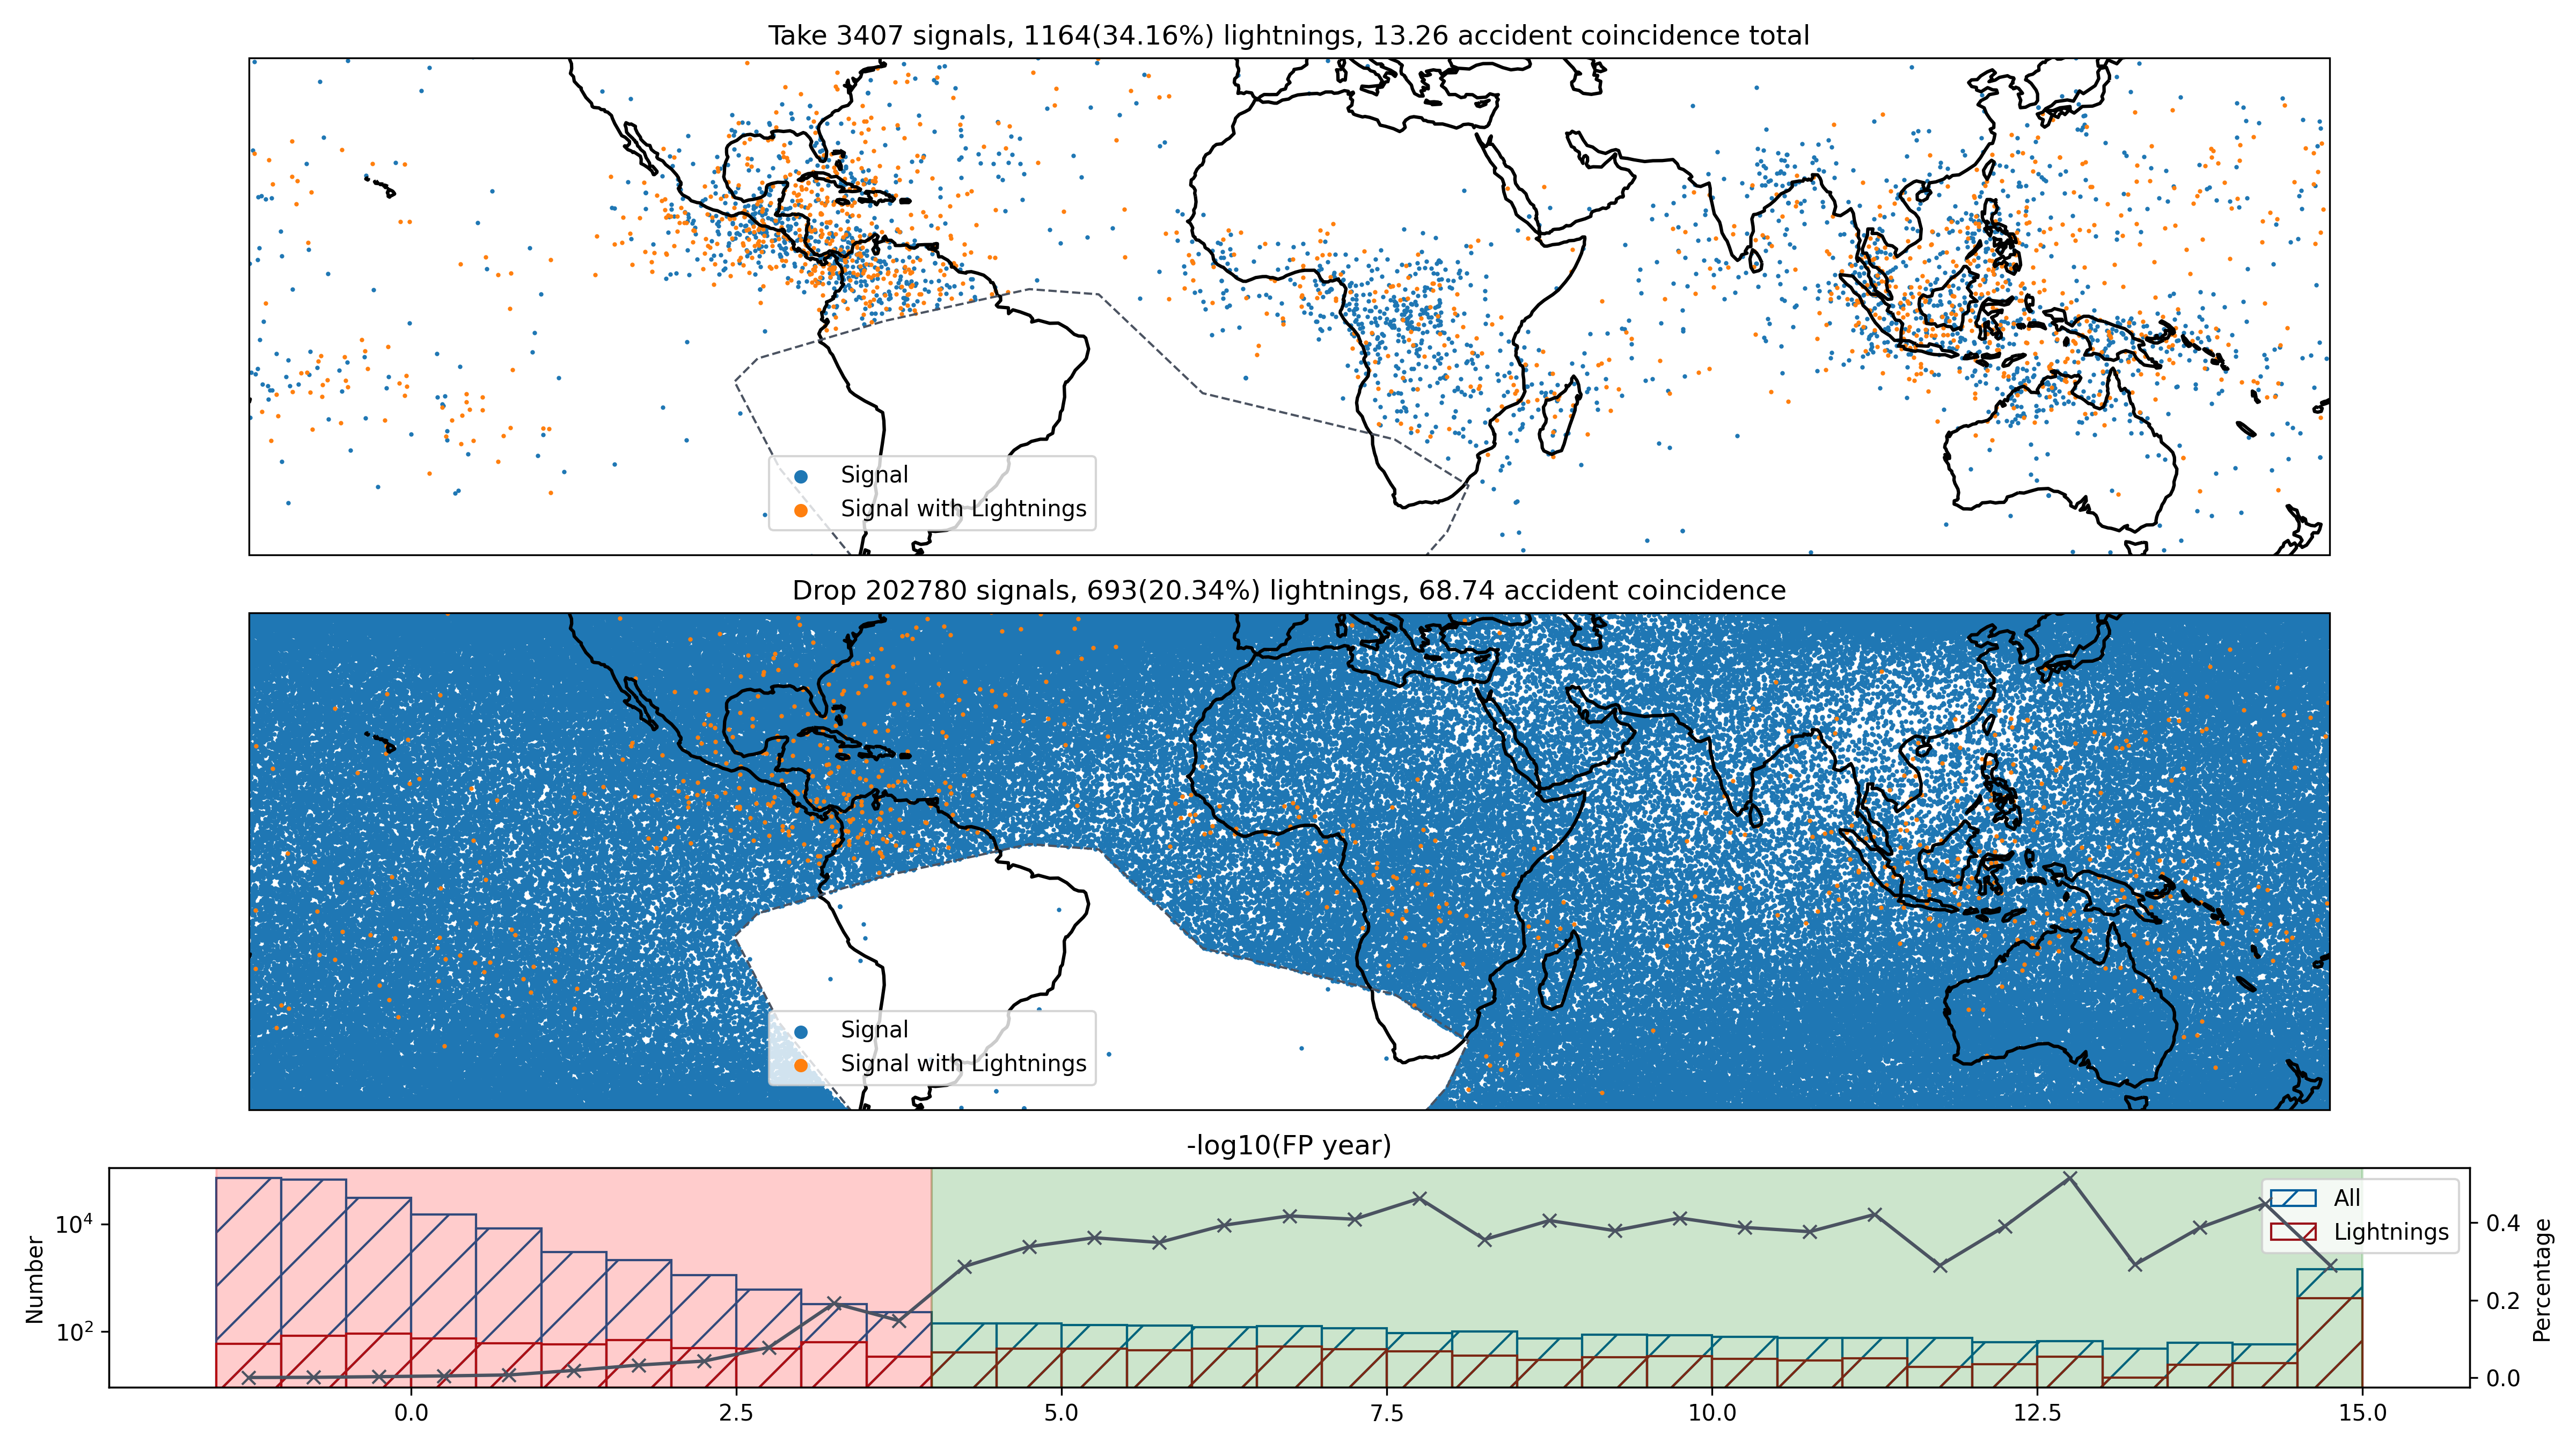 Take 3407 signals, 1164(34.16%) lightnings, 13.26 accident coincidence total
Signal
Signal with Lightnings
Drop 202780 signals, 693(20.34%) lightnings, 68.74 accident coincidence
Signal
Signal with Lightnings
-log10(FP year)
Number
10^4
10^2
All
Lightnings
0.4
0.2
0.0
Percentage
0.0 2.5 5.0 7.5 10.0 12.5 15.0